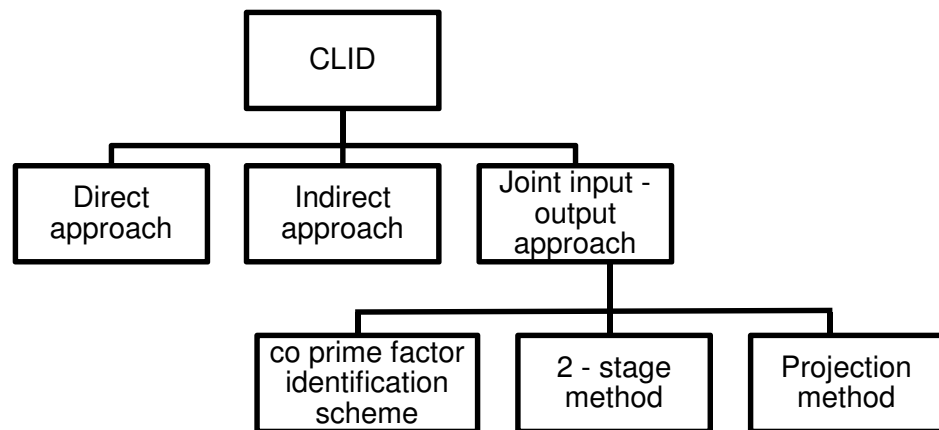 CLID
Direct
approach
Indirect
approach
Joint input -
output
approach
co prime factor
identification
scheme
2 - stage
method
Projection
method